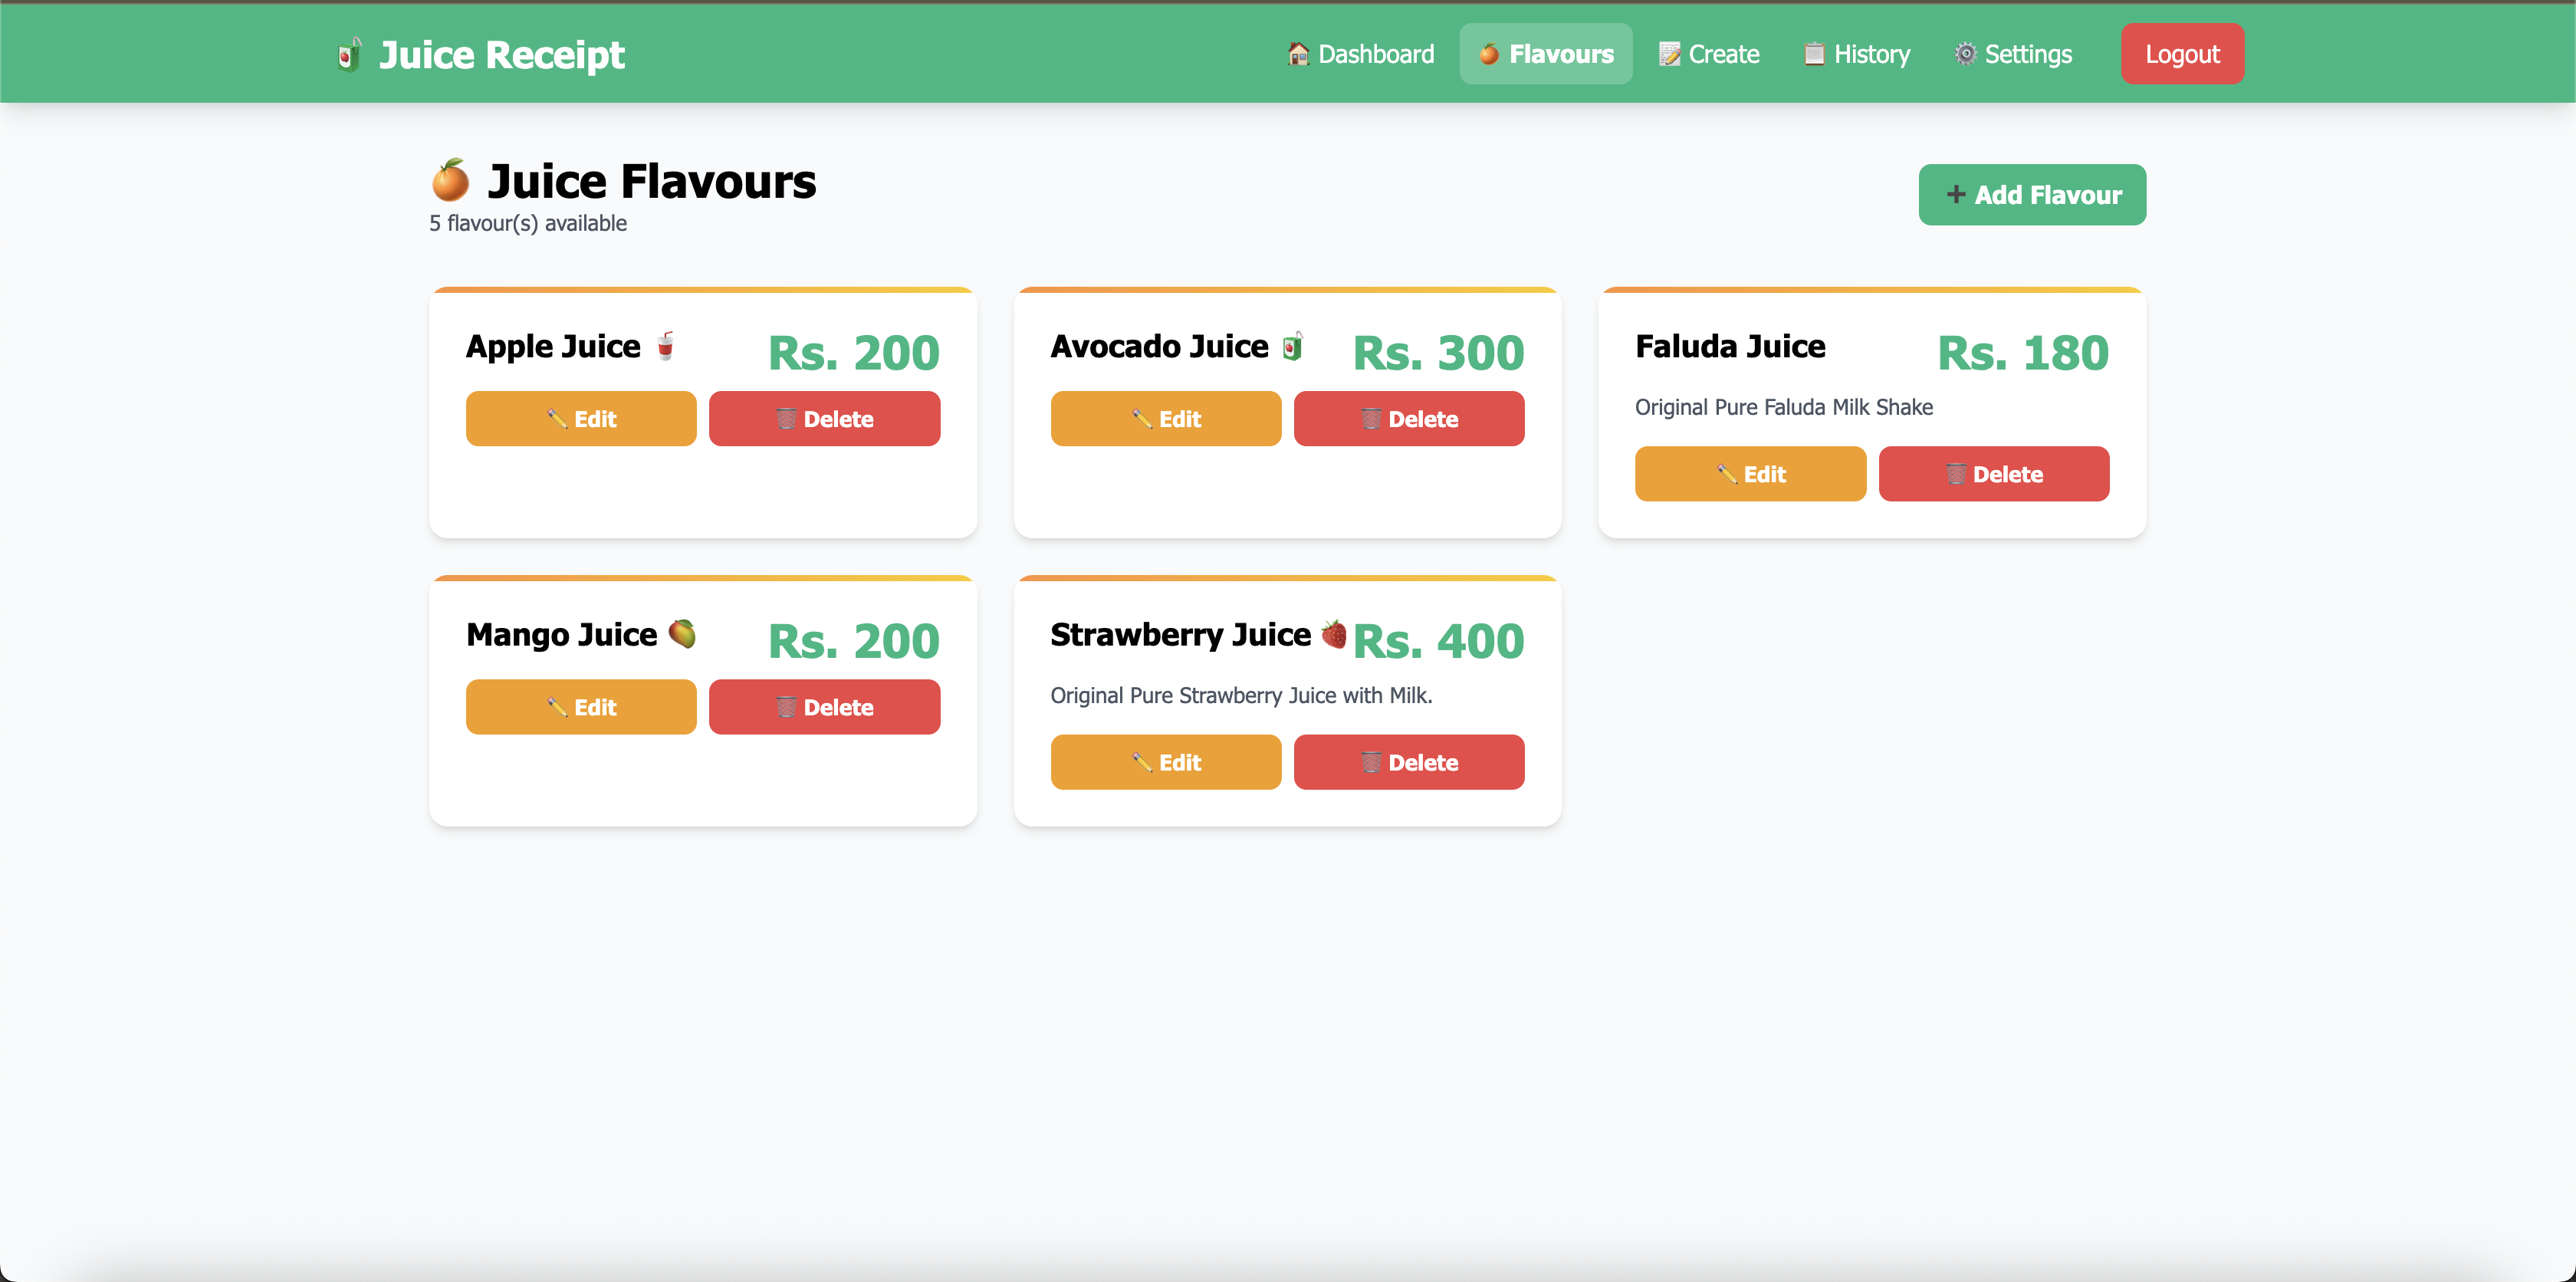 🧃 Juice Receipt
🏠 Dashboard
🍊 Flavours
📝 Create
📋 History
⚙️ Settings
Logout
🍊 Juice Flavours
5 flavour(s) available
➕ Add Flavour
Apple Juice 🥤 Rs. 200
✏️ Edit
🗑️ Delete
Avocado Juice 🧃 Rs. 300
✏️ Edit
🗑️ Delete
Faluda Juice Rs. 180
Original Pure Faluda Milk Shake
✏️ Edit
🗑️ Delete
Mango Juice 🥭 Rs. 200
✏️ Edit
🗑️ Delete
Strawberry Juice 🍓 Rs. 400
Original Pure Strawberry Juice with Milk.
✏️ Edit
🗑️ Delete